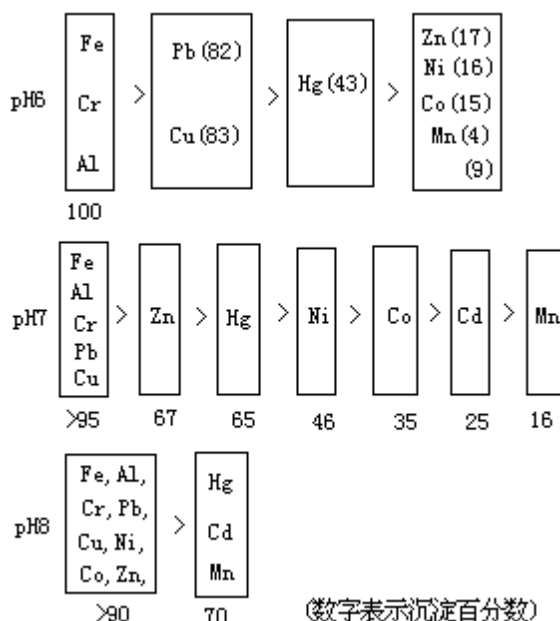 pH6
Fe
Cr
Al
100
>
Pb(82)
Cu(83)
>
Hg(43)
>
Zn(17)
Ni(16)
Co(15)
Mn(4)
(9)
pH7
Fe
Al
Cr
Pb
Cu
>95
>
Zn
67
>
Hg
65
>
Ni
46
>
Co
35
>
Cd
25
>
Mn
16
pH8
Fe, Al,
Cr, Pb,
Cu, Ni,
Co, Zn,
>90
>
Hg
Cd
Mn
70
(数字表示沉淀百分数)